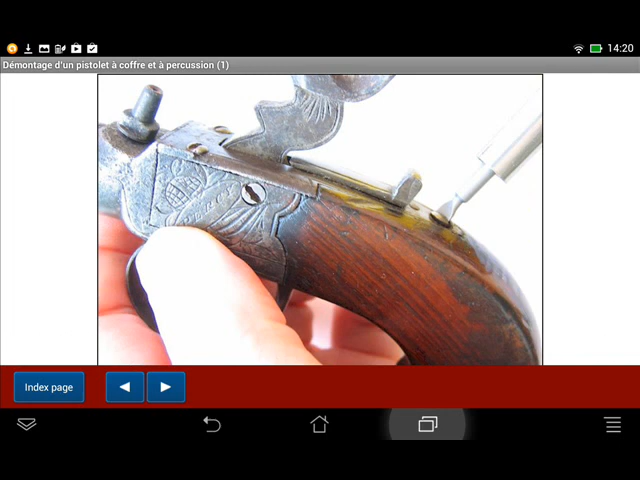 14:20
Démontage d'un pistolet à coffre et à percussion (1)
Index page